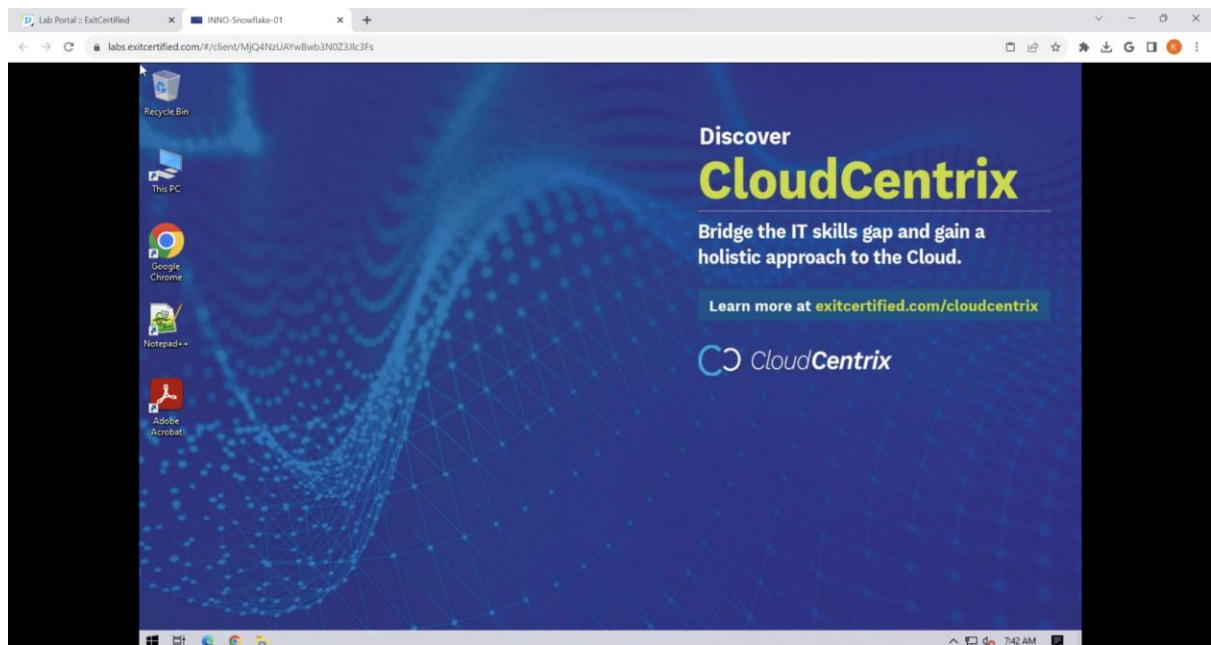 Lab Portal :: ExitCertified
INNO-Snowflake-01
labs.exitcertified.com/#/client/MjQ4NzUAYwBwb3N0Z3Jlc3Fs
G
K
Recycle Bin
This PC
Google
Chrome
Notepad++
Adobe
Acrobat
Discover
CloudCentrix
Bridge the IT skills gap and gain a
holistic approach to the Cloud.
Learn more at exitcertified.com/cloudcentrix
CloudCentrix
7:42 AM